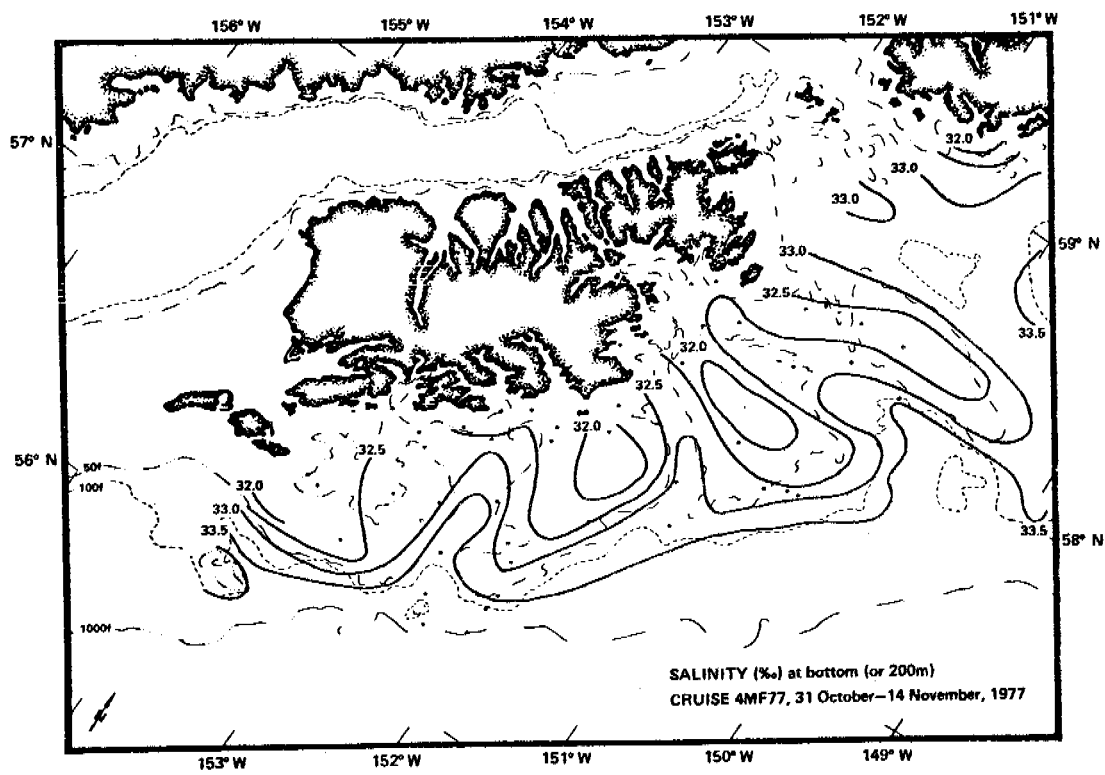 156° W 155° W 154° W 153° W 152° W 151° W
57° N
32.0
33.0
33.0
59° N
33.0
32.5
33.5
32.0
32.5
32.0
56° N
50f
32.5
100f
32.0
33.0
33.5
33.5
58° N
1000f
SALINITY (‰) at bottom (or 200m)
CRUISE 4MF77, 31 October–14 November, 1977
153° W 152° W 151° W 150° W 149° W